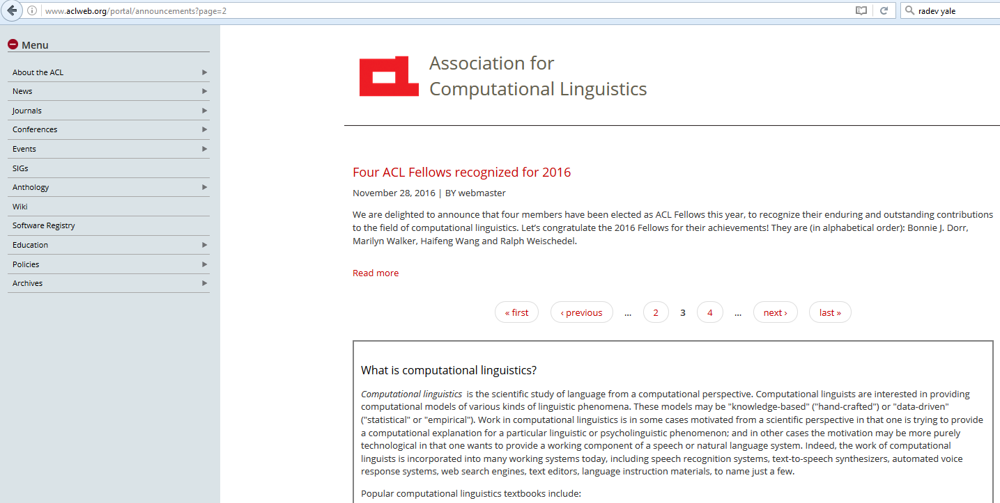 www.aclweb.org/portal/announcements?page=2
radev yale
Menu
About the ACL
News
Journals
Conferences
Events
SIGs
Anthology
Wiki
Software Registry
Education
Policies
Archives
Association for
Computational Linguistics
Four ACL Fellows recognized for 2016
November 28, 2016 | BY webmaster
We are delighted to announce that four members have been elected as ACL Fellows this year, to recognize their enduring and outstanding contributions
to the field of computational linguistics. Let’s congratulate the 2016 Fellows for their achievements! They are (in alphabetical order): Bonnie J. Dorr,
Marilyn Walker, Haifeng Wang and Ralph Weischedel.
Read more
« first ‹ previous ... 2 3 4 ... next › last »
What is computational linguistics?
Computational linguistics is the scientific study of language from a computational perspective. Computational linguists are interested in providing
computational models of various kinds of linguistic phenomena. These models may be "knowledge-based" ("hand-crafted") or "data-driven"
("statistical" or "empirical"). Work in computational linguistics is in some cases motivated from a scientific perspective in that one is trying to provide
a computational explanation for a particular linguistic or psycholinguistic phenomenon; and in other cases the motivation may be more purely
technological in that one wants to provide a working component of a speech or natural language system. Indeed, the work of computational
linguists is incorporated into many working systems today, including speech recognition systems, text-to-speech synthesizers, automated voice
response systems, web search engines, text editors, language instruction materials, to name just a few.
Popular computational linguistics textbooks include: